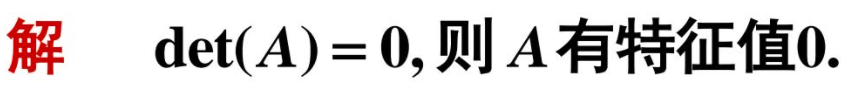 解 det(A) = 0, 则 A 有特征值0.